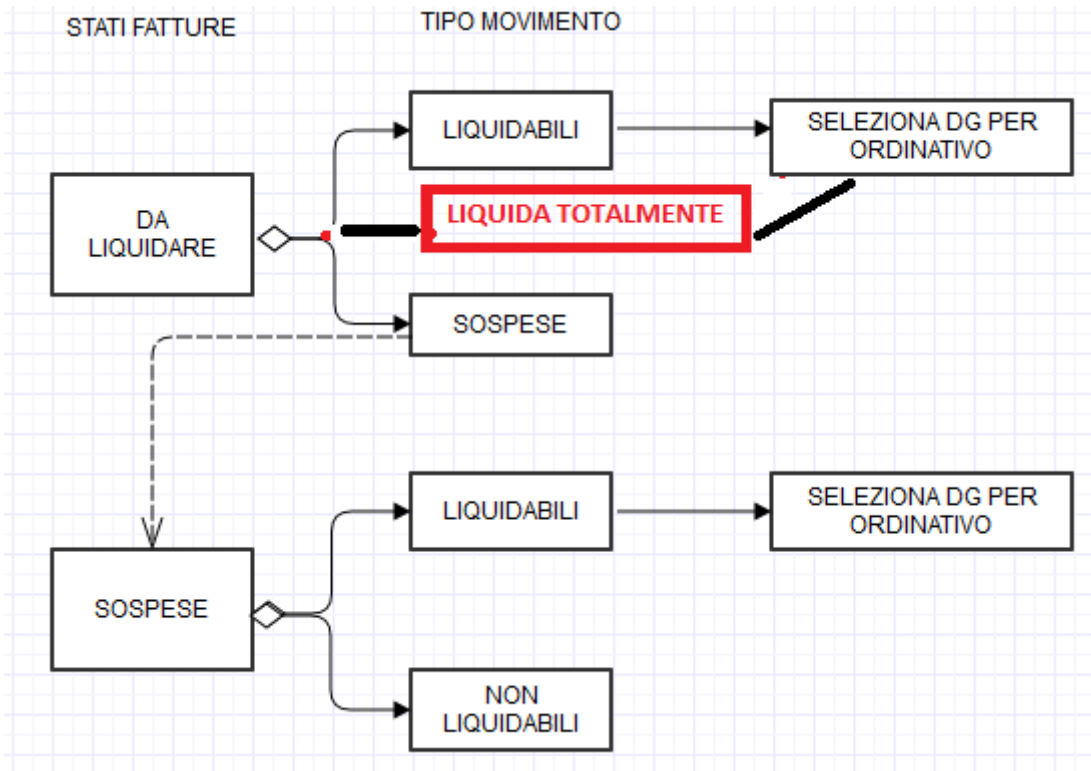 STATI FATTURE
TIPO MOVIMENTO
LIQUIDABILI
SELEZIONA DG PER
ORDINATIVO
DA
LIQUIDARE
LIQUIDA TOTALMENTE
SOSPESE
LIQUIDABILI
SELEZIONA DG PER
ORDINATIVO
SOSPESE
NON
LIQUIDABILI